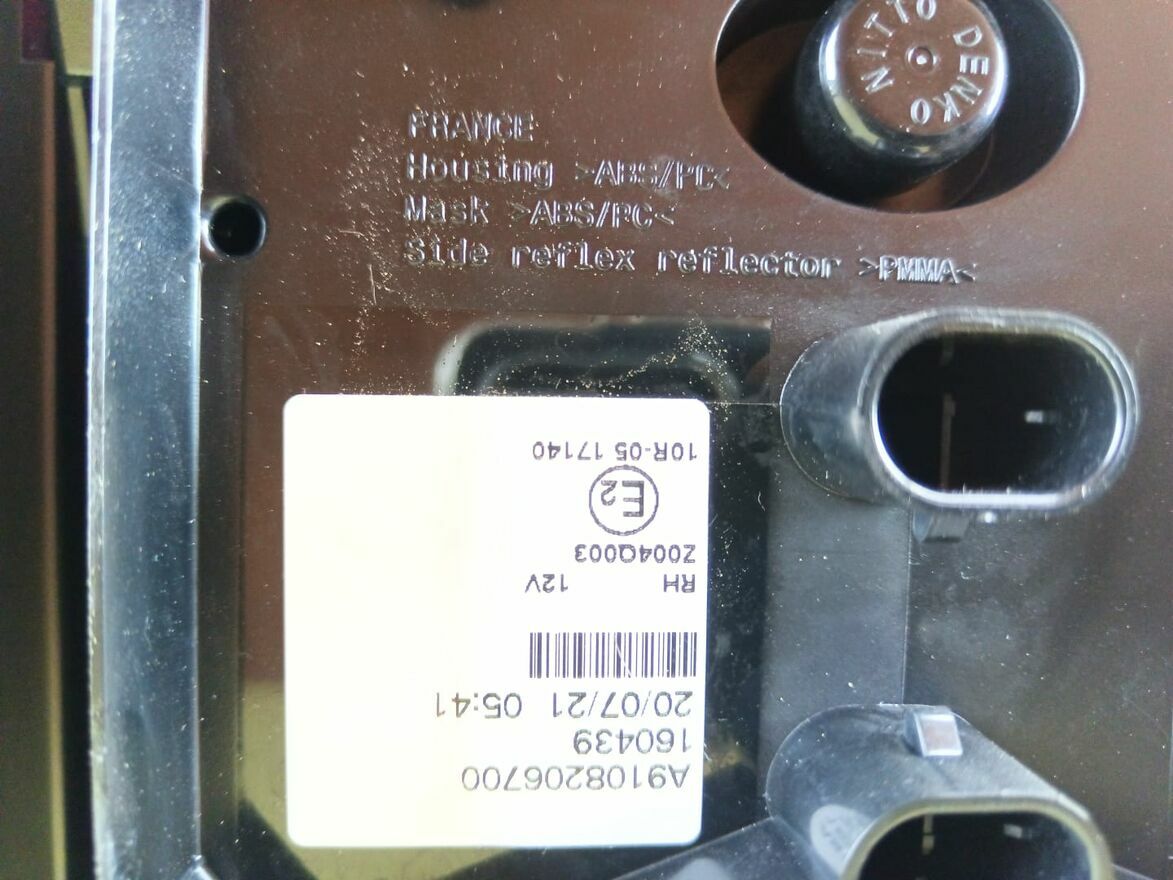 NITTO DENKO
FRANCE
Housing >ABS/PC<
Mask >ABS/PC<
Side reflex reflector >PMMA<
A9108206700
160439
20/07/21 05:41
RH 12V
Z004Q003
E2
10R-05 17140